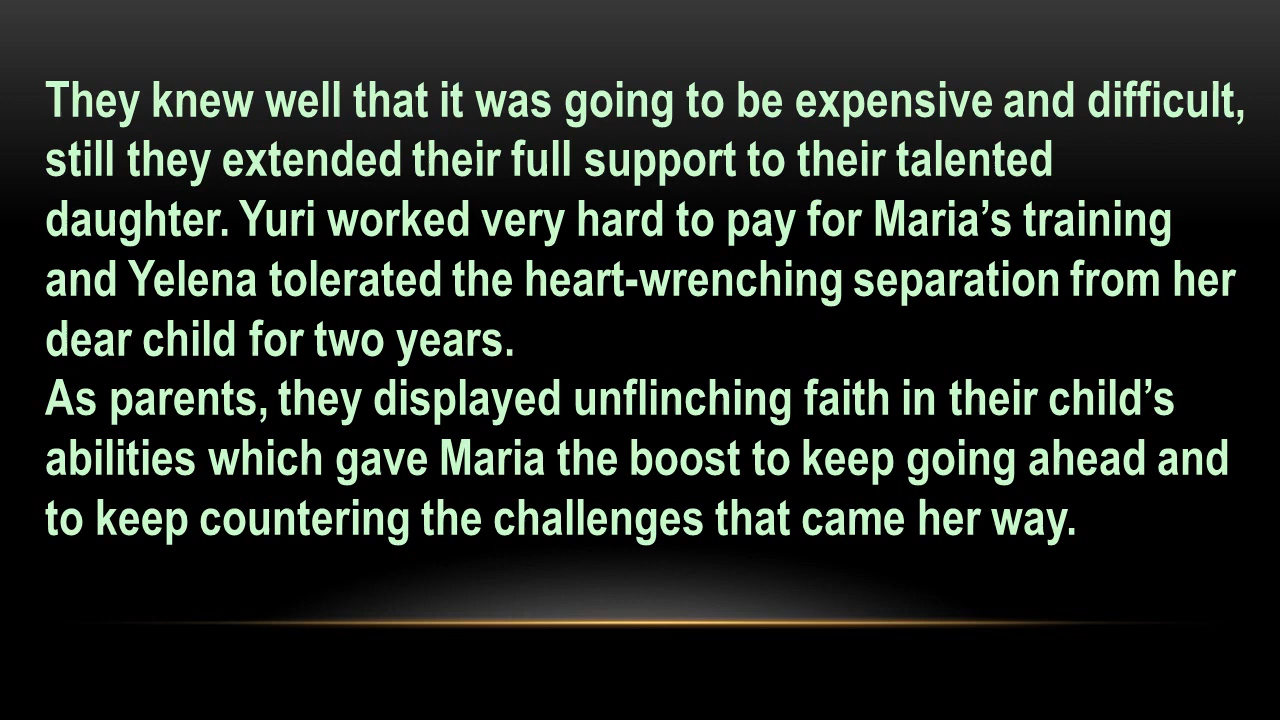 They knew well that it was going to be expensive and difficult,
still they extended their full support to their talented
daughter. Yuri worked very hard to pay for Maria’s training
and Yelena tolerated the heart-wrenching separation from her
dear child for two years.
As parents, they displayed unflinching faith in their child’s
abilities which gave Maria the boost to keep going ahead and
to keep countering the challenges that came her way.